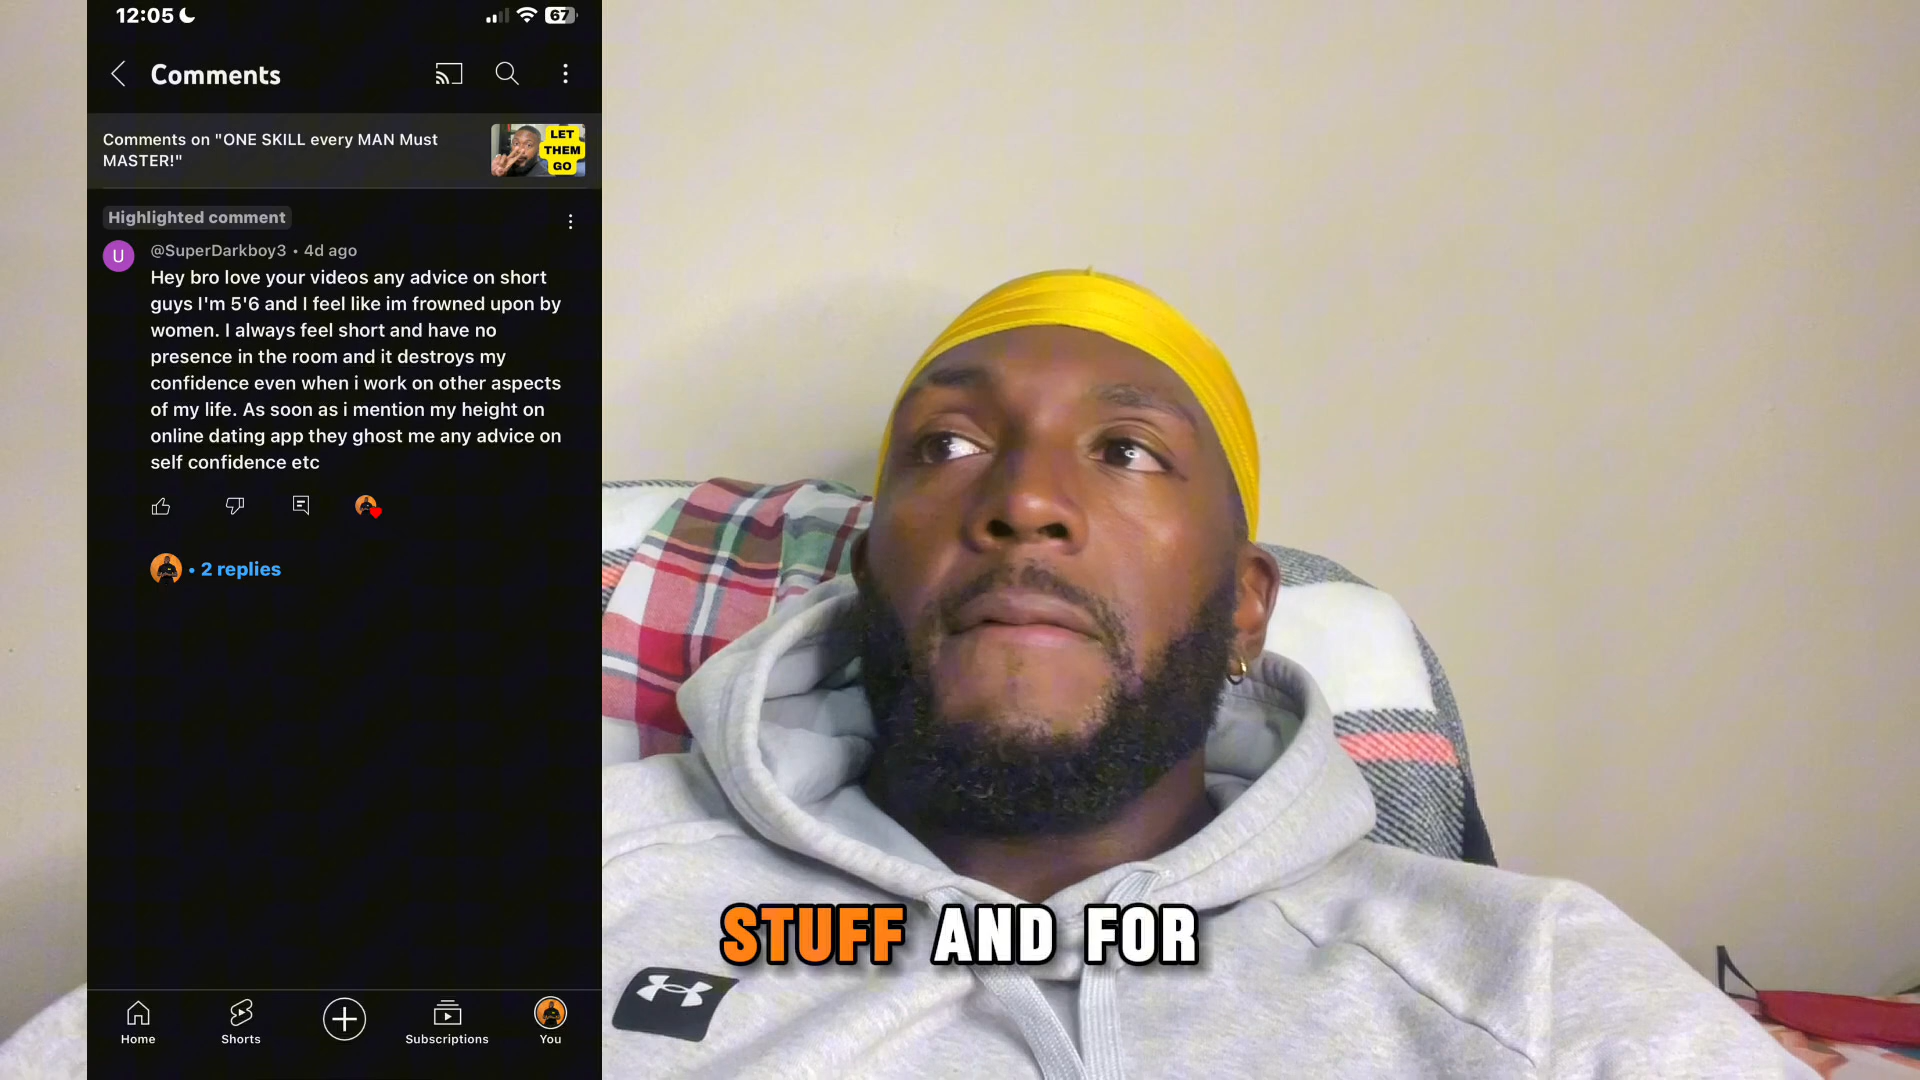 12:05
67
Comments
Comments on "ONE SKILL every MAN Must
MASTER!"
LET
THEM
GO
Highlighted comment
U
@SuperDarkboy3 • 4d ago
Hey bro love your videos any advice on short
guys I'm 5'6 and I feel like im frowned upon by
women. I always feel short and have no
presence in the room and it destroys my
confidence even when i work on other aspects
of my life. As soon as i mention my height on
online dating app they ghost me any advice on
self confidence etc
• 2 replies
STUFF AND FOR
Home
Shorts
Subscriptions
You